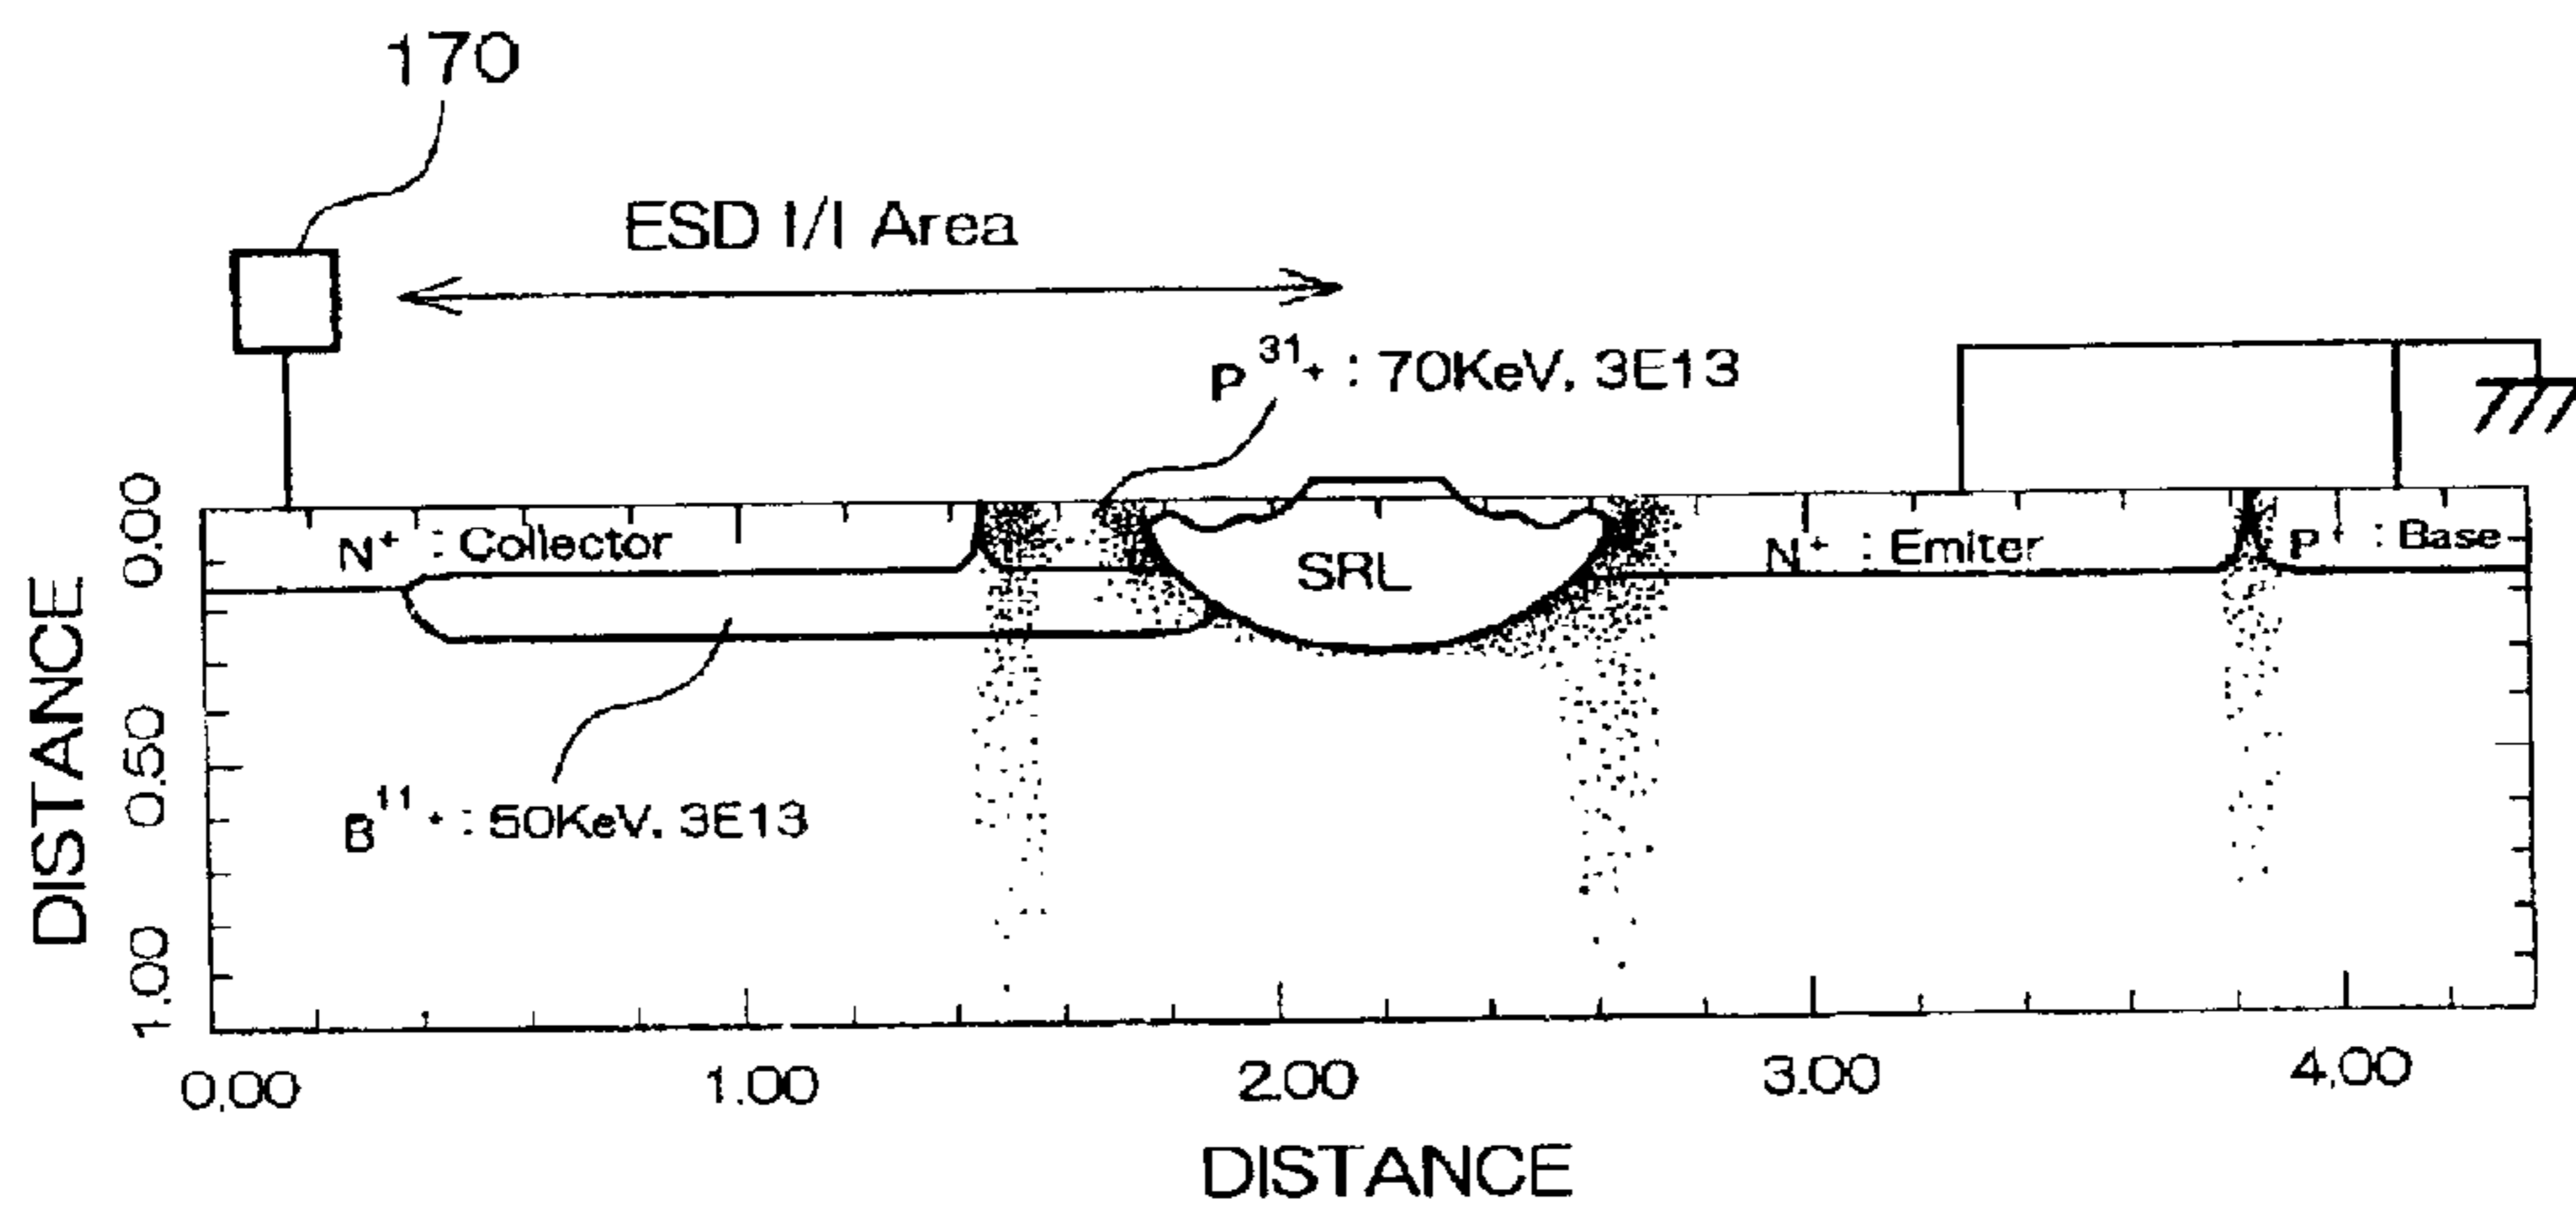 170
ESD I/I Area
P³¹⁺ : 70KeV, 3E13
N⁺ : Collector
SRL
N⁺ : Emiter
P⁺ : Base
B¹¹⁺ : 50KeV, 3E13
DISTANCE
0.00
0.50
1.00
0.00 1.00 2.00 3.00 4.00
DISTANCE